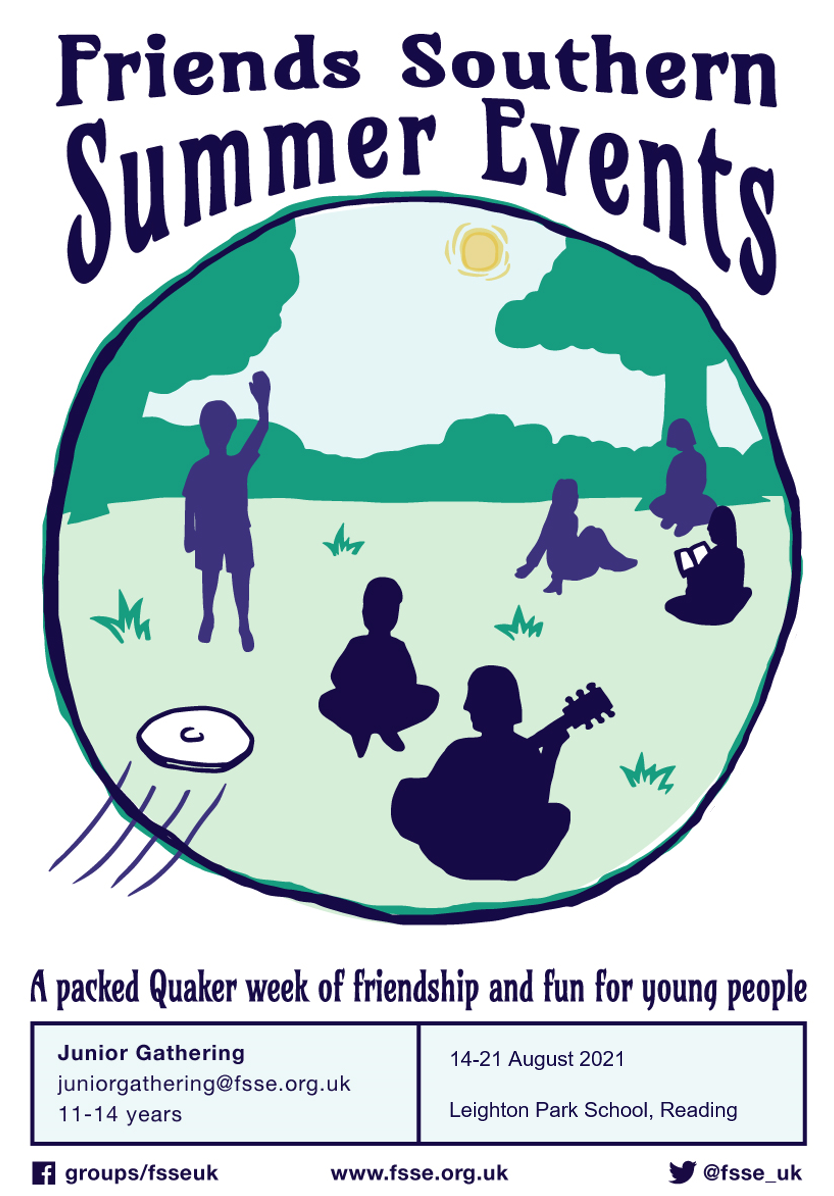 Friends Southern
Summer Events
A packed Quaker week of friendship and fun for young people
Junior Gathering
juniorgathering@fsse.org.uk
11-14 years
14-21 August 2021
Leighton Park School, Reading
groups/fsseuk
www.fsse.org.uk
@fsse_uk